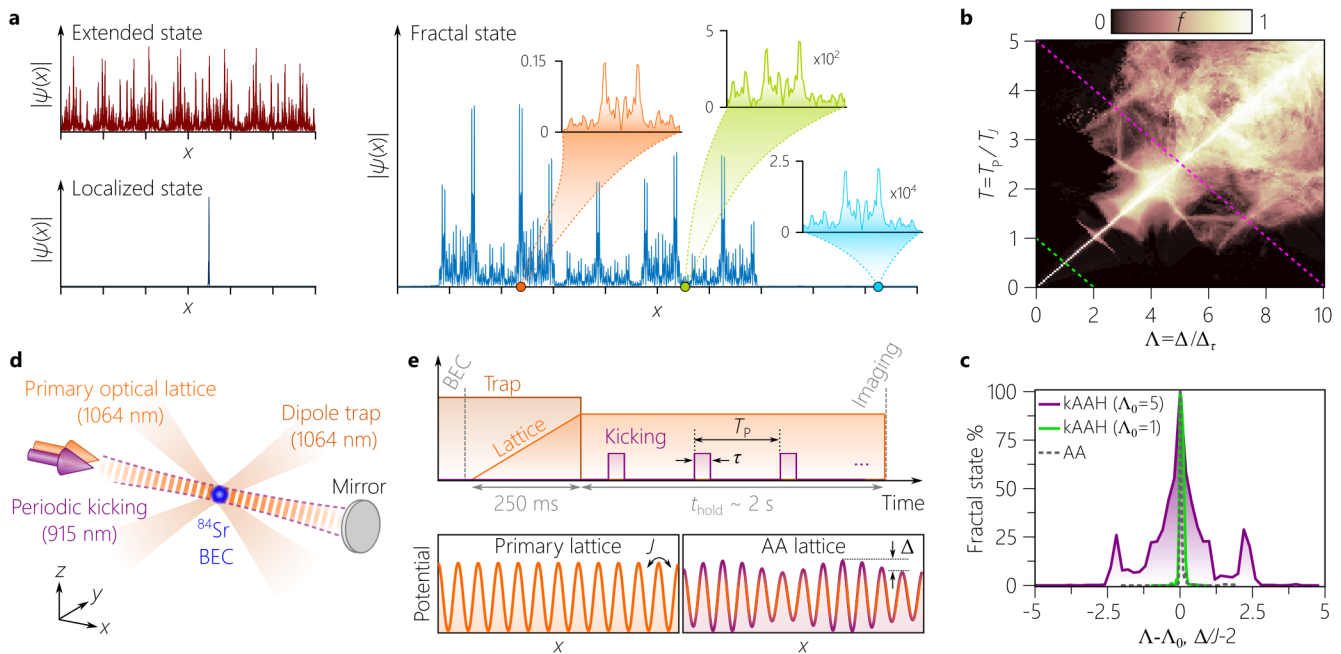 a
Extended state
|ψ(x)|
x
Localized state
|ψ(x)|
x
Fractal state
|ψ(x)|
x
0.15
0
x10²
5
0
2.5
x10⁴
0
b
0 f 1
T=Tₚ/T_J
5
4
3
2
1
0
0 2 4 6 8 10
Λ=Δ/Δ_τ
c
Fractal state %
100
75
50
25
0
kAAH (Λ₀=5)
kAAH (Λ₀=1)
AA
-5 -2.5 0 2.5 5
Λ-Λ₀, Δ/J-2
d
Primary optical lattice
(1064 nm)
Dipole trap
(1064 nm)
Mirror
Periodic kicking
(915 nm)
⁸⁴Sr
BEC
z
y
x
e
BEC
Trap
Lattice
Kicking
Tₚ
τ
...
Imaging
250 ms
t_hold ~ 2 s
Time
Potential
Primary lattice
J
x
AA lattice
Δ
x